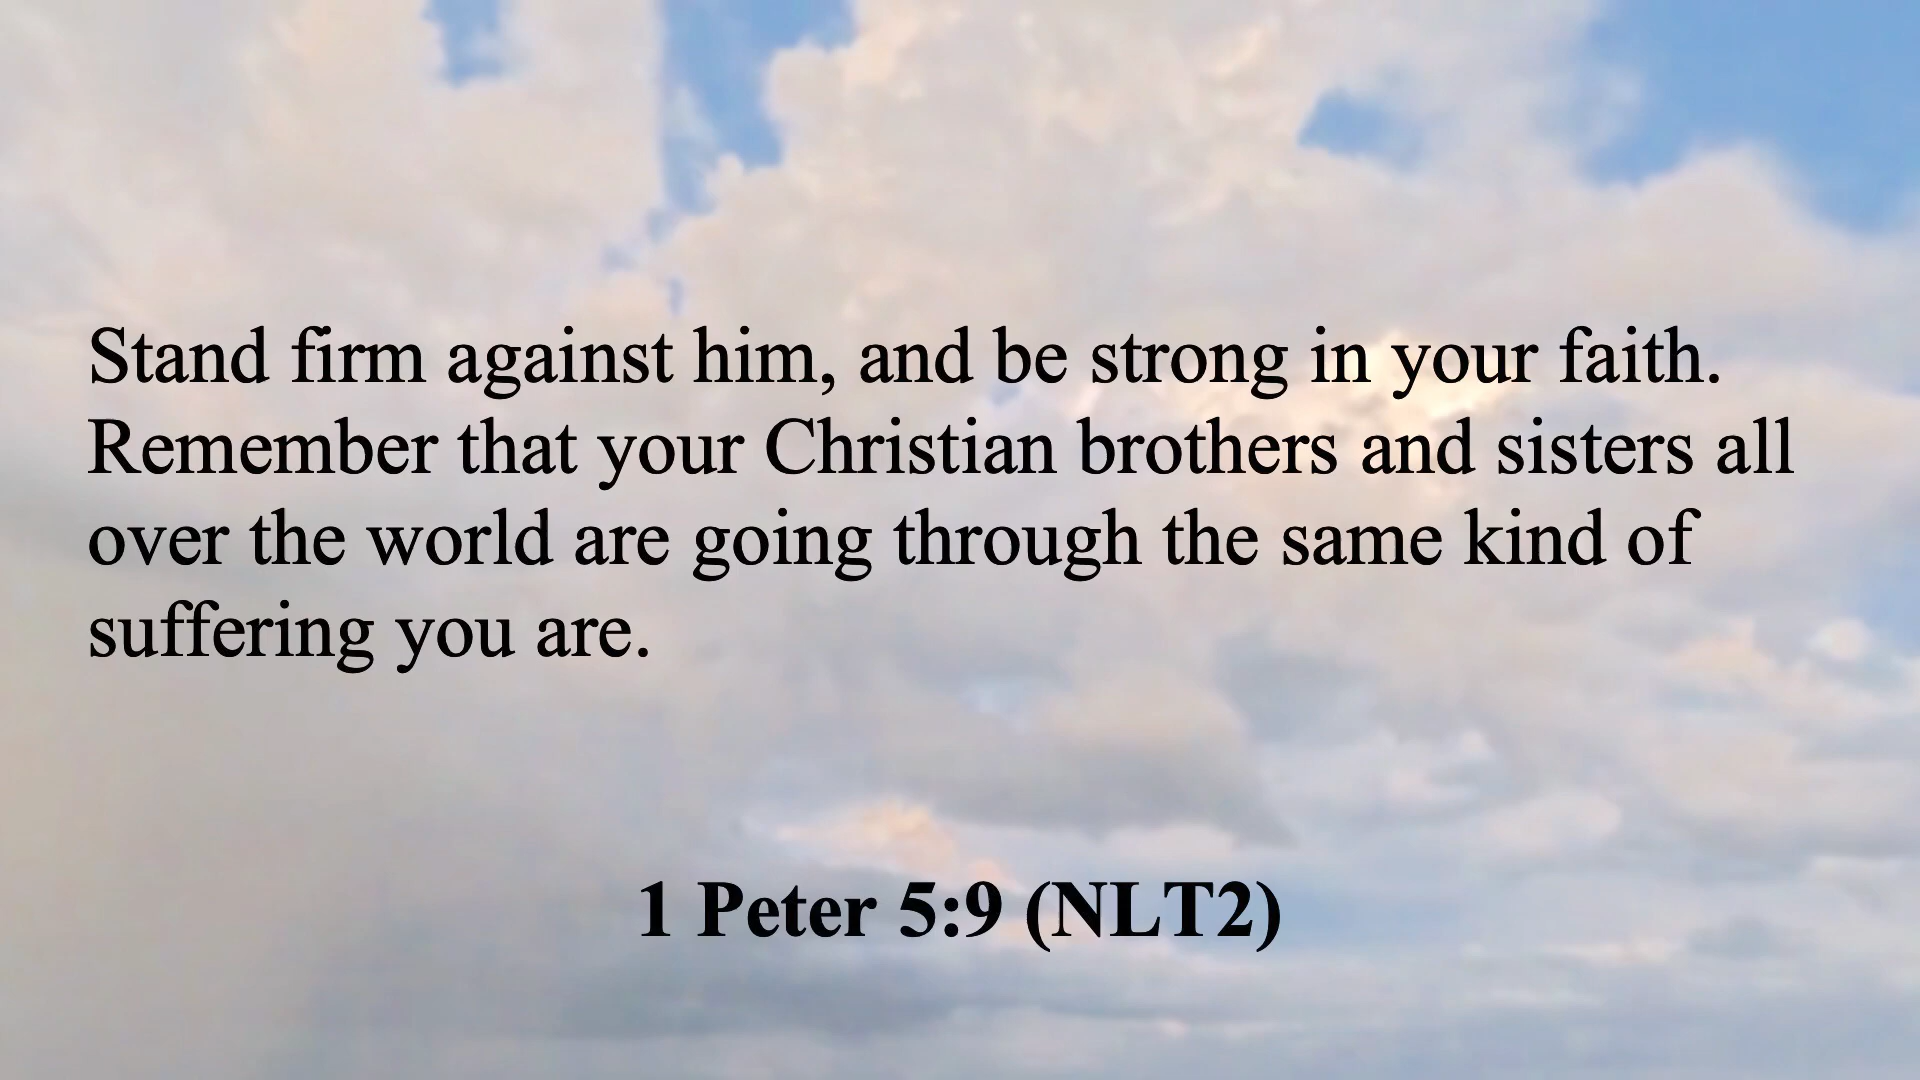 Stand firm against him, and be strong in your faith.
Remember that your Christian brothers and sisters all
over the world are going through the same kind of
suffering you are.
1 Peter 5:9 (NLT2)